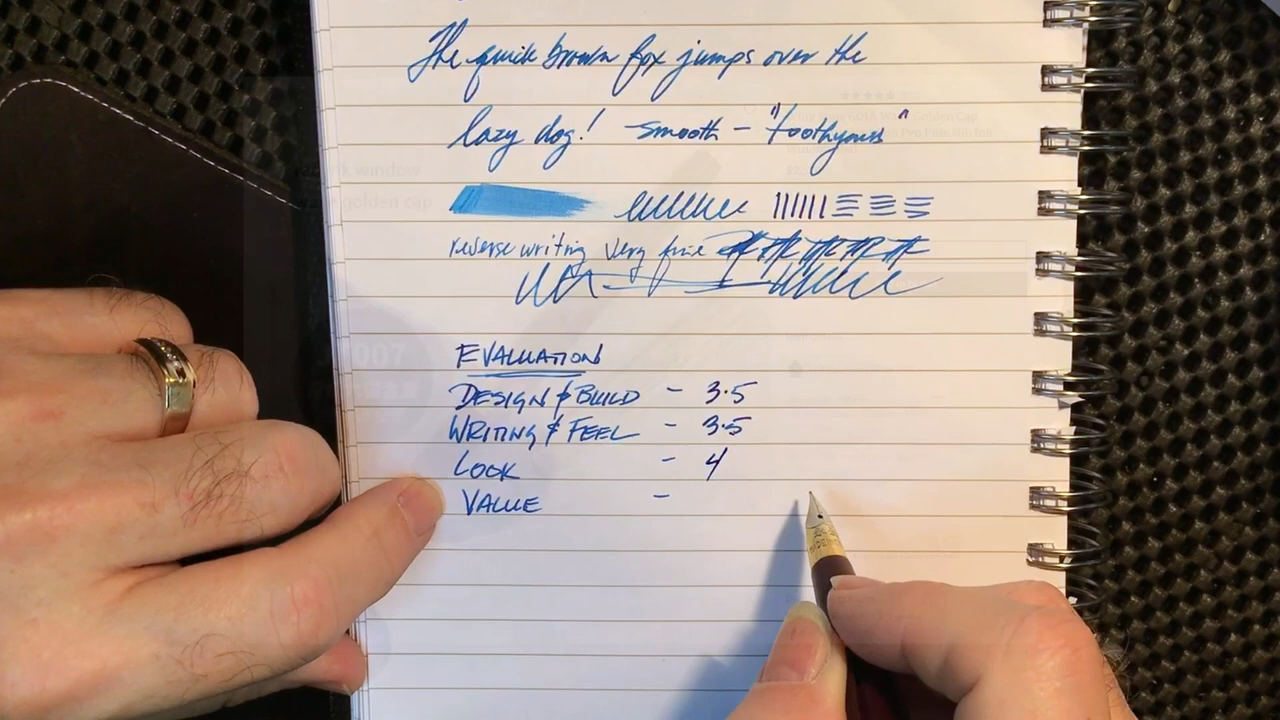 The quick brown fox jumps over the
lazy dog! smooth - "toothyness"
reverse writing very fine
EVALUATION
DESIGN & BUILD - 3.5
WRITING & FEEL - 3.5
LOOK - 4
VALUE -